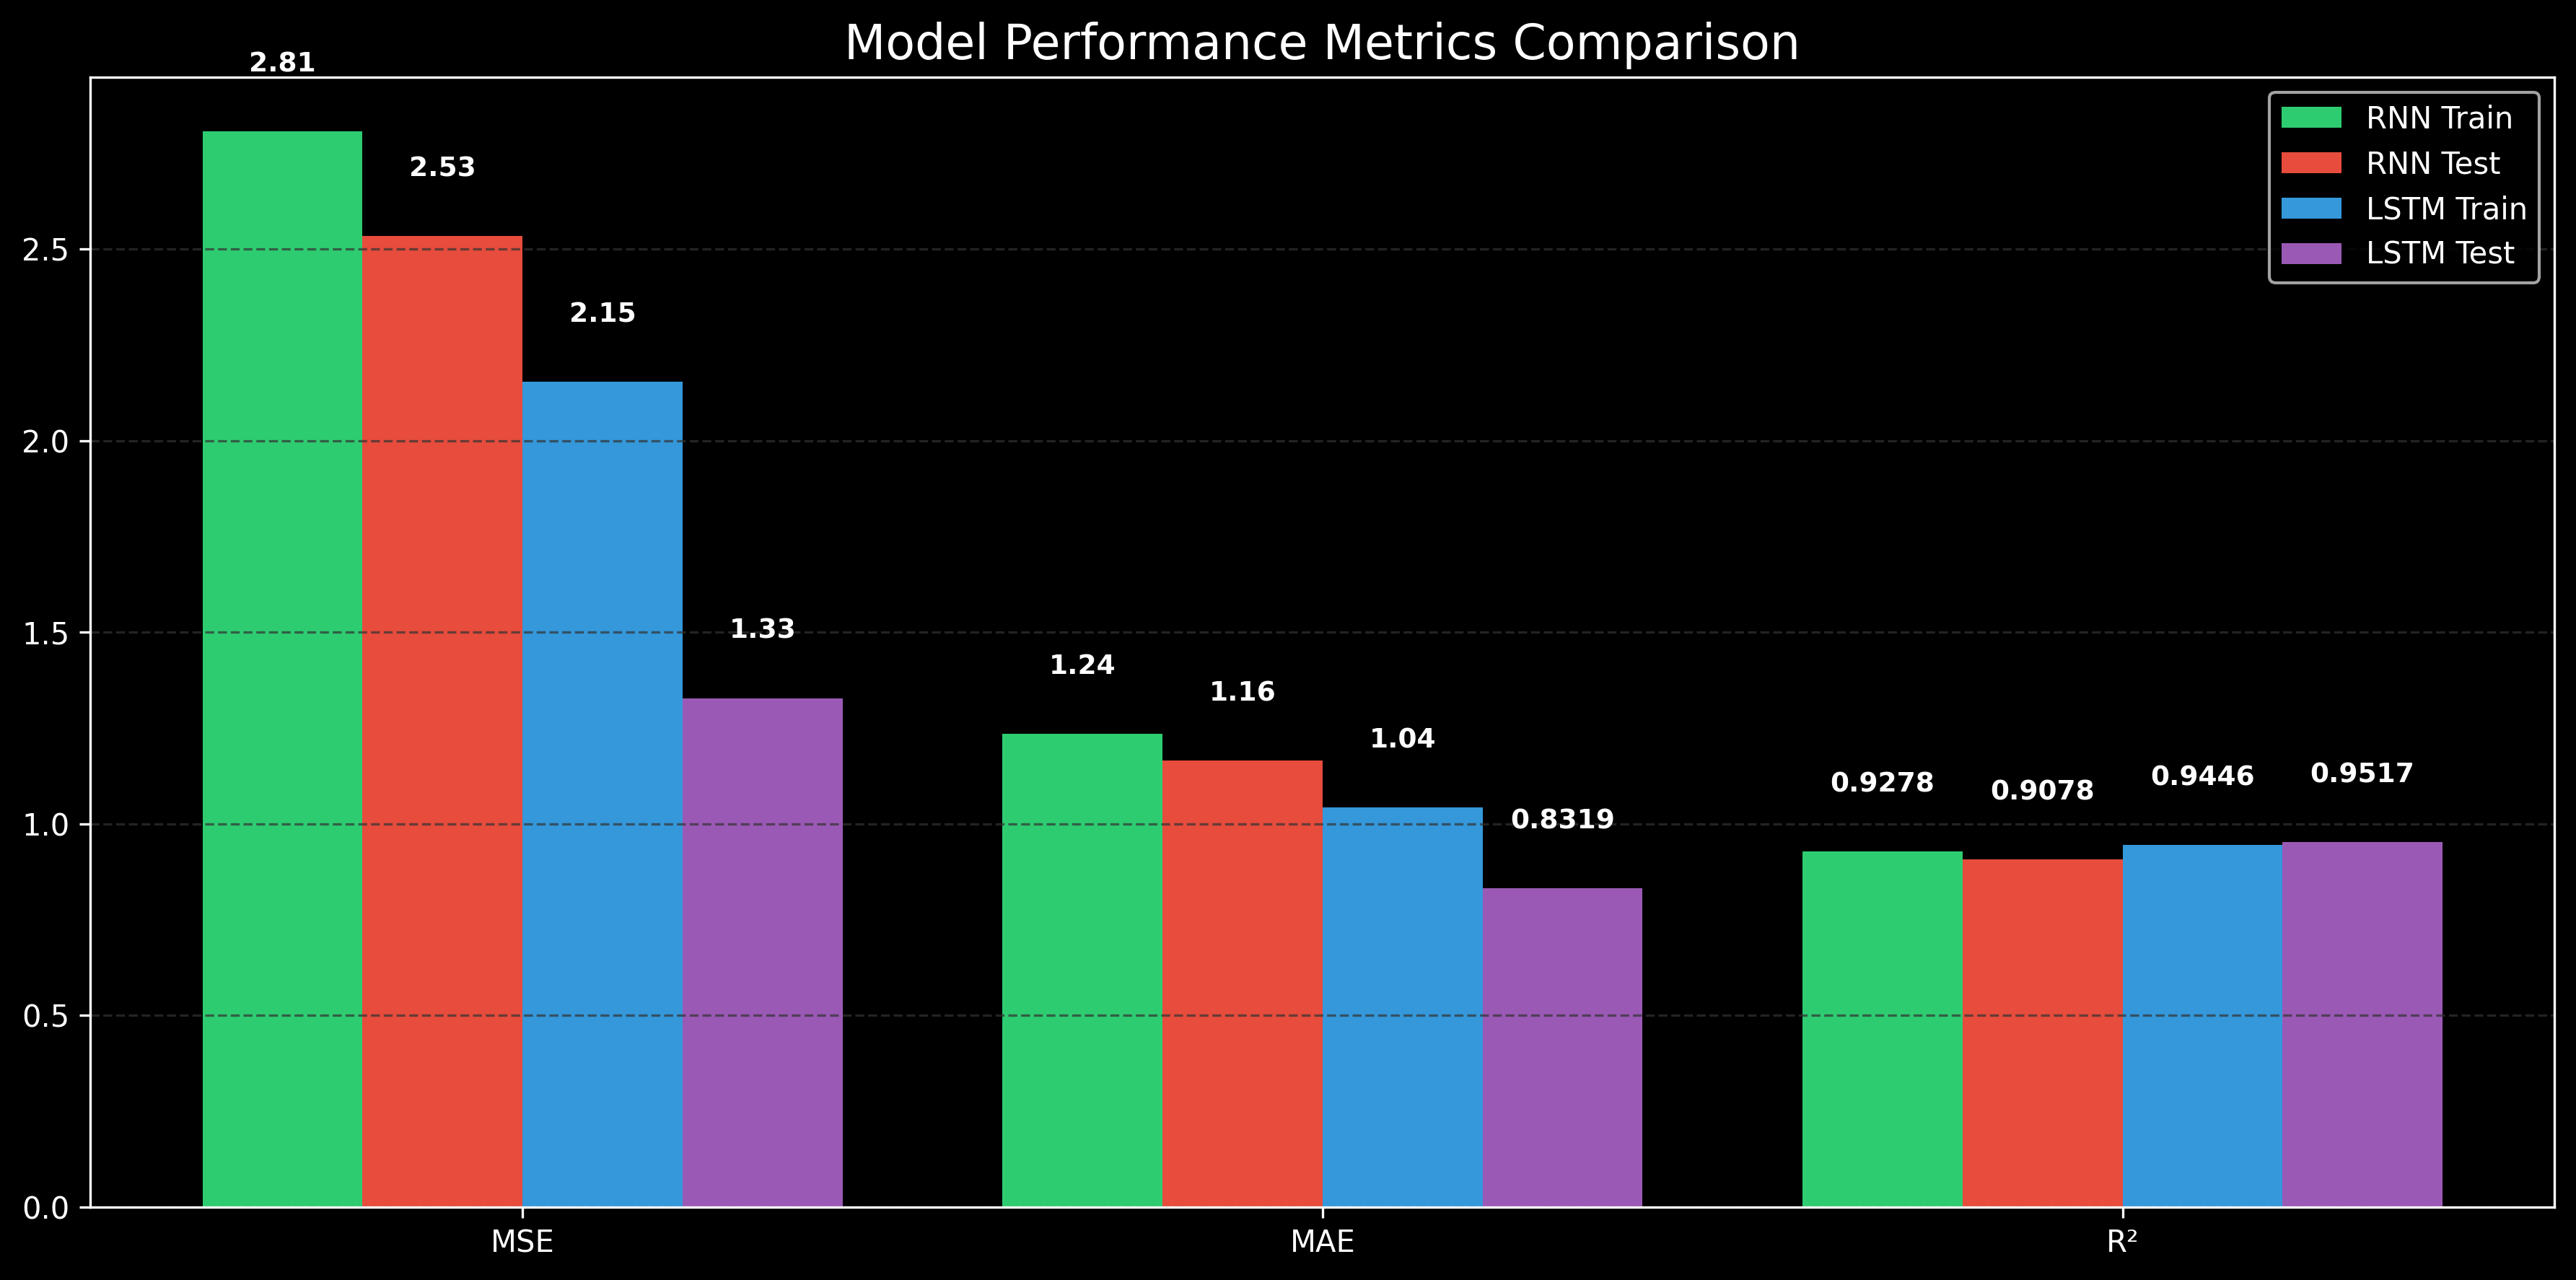 Model Performance Metrics Comparison
2.81
2.53
2.15
1.33
1.24
1.16
1.04
0.8319
0.9278
0.9078
0.9446
0.9517
RNN Train
RNN Test
LSTM Train
LSTM Test
2.5
2.0
1.5
1.0
0.5
0.0
MSE
MAE
R²